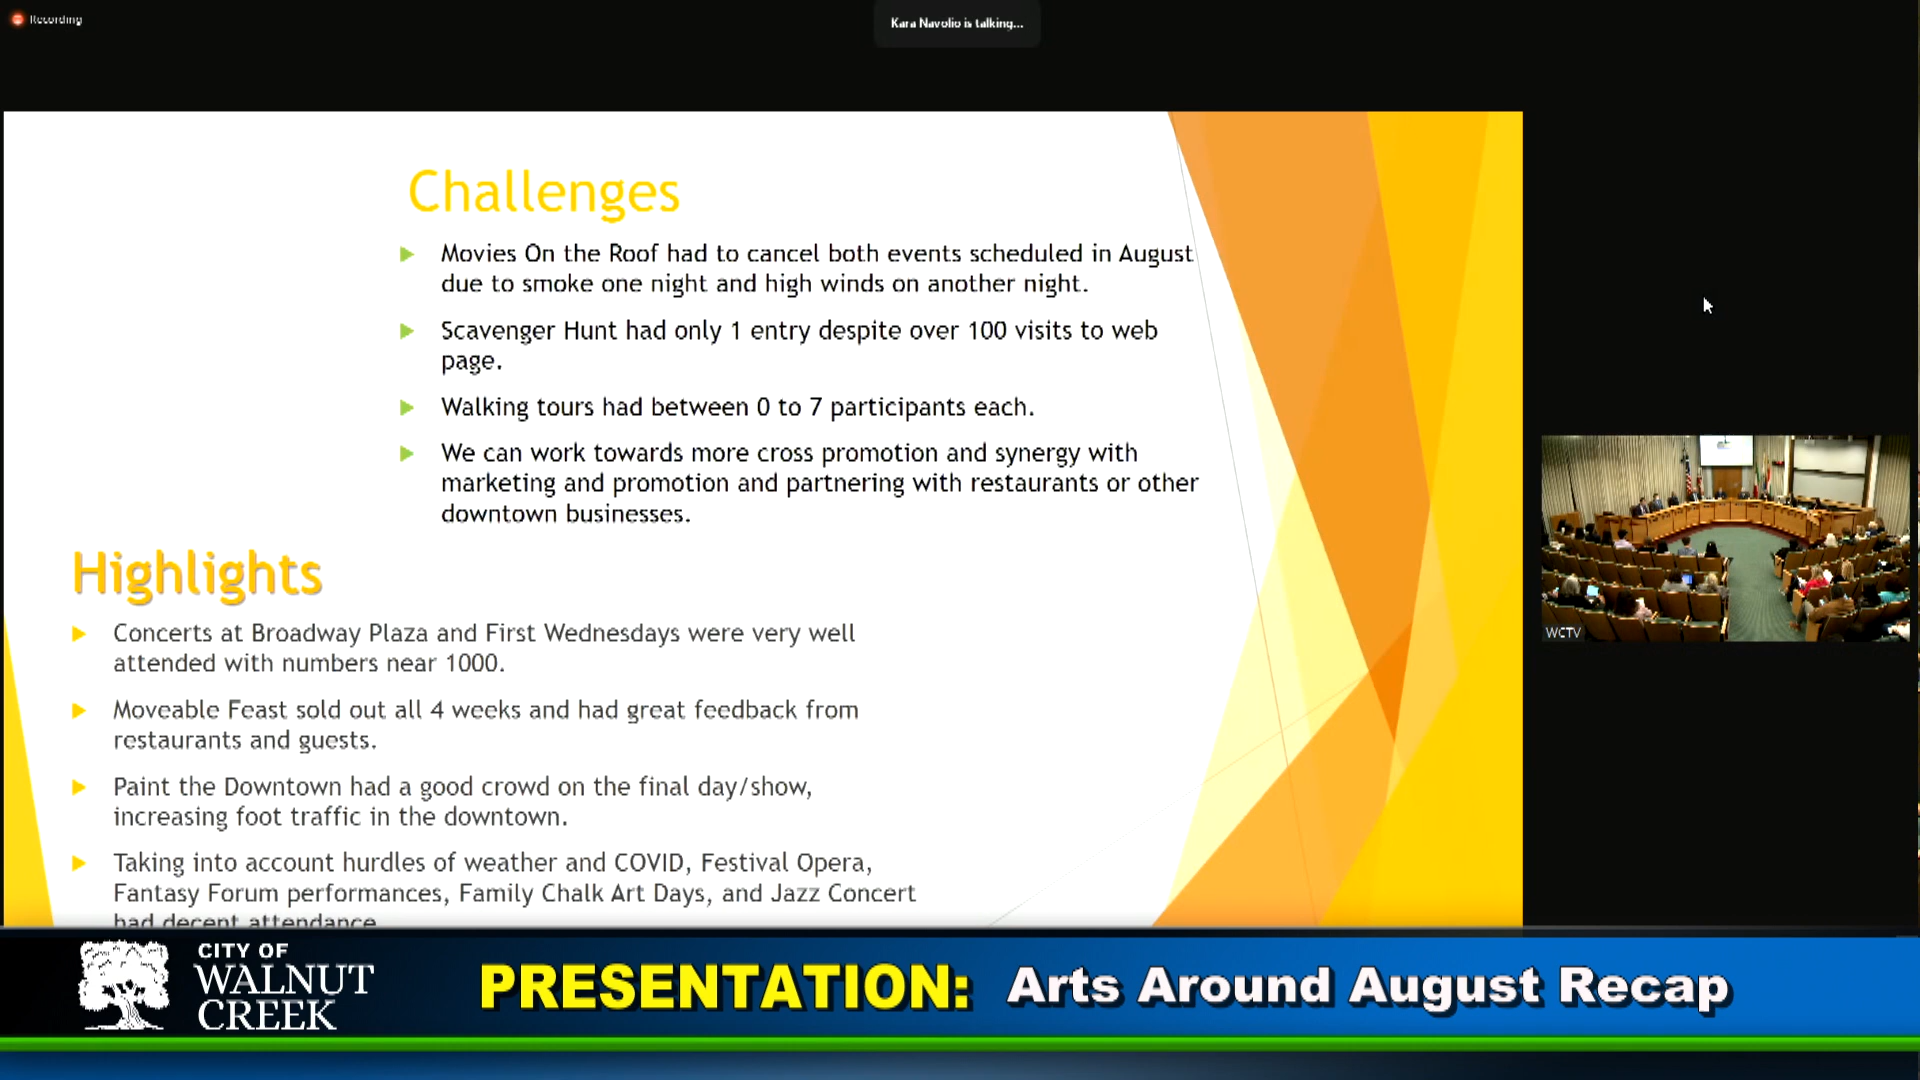 Recording
Kara Navolio is talking...
Challenges
Movies On the Roof had to cancel both events scheduled in August
due to smoke one night and high winds on another night.
Scavenger Hunt had only 1 entry despite over 100 visits to web
page.
Walking tours had between 0 to 7 participants each.
We can work towards more cross promotion and synergy with
marketing and promotion and partnering with restaurants or other
downtown businesses.
Highlights
Concerts at Broadway Plaza and First Wednesdays were very well
attended with numbers near 1000.
Moveable Feast sold out all 4 weeks and had great feedback from
restaurants and guests.
Paint the Downtown had a good crowd on the final day/show,
increasing foot traffic in the downtown.
Taking into account hurdles of weather and COVID, Festival Opera,
Fantasy Forum performances, Family Chalk Art Days, and Jazz Concert
had decent attendance
WCTV
CITY OF
WALNUT
CREEK
PRESENTATION: Arts Around August Recap